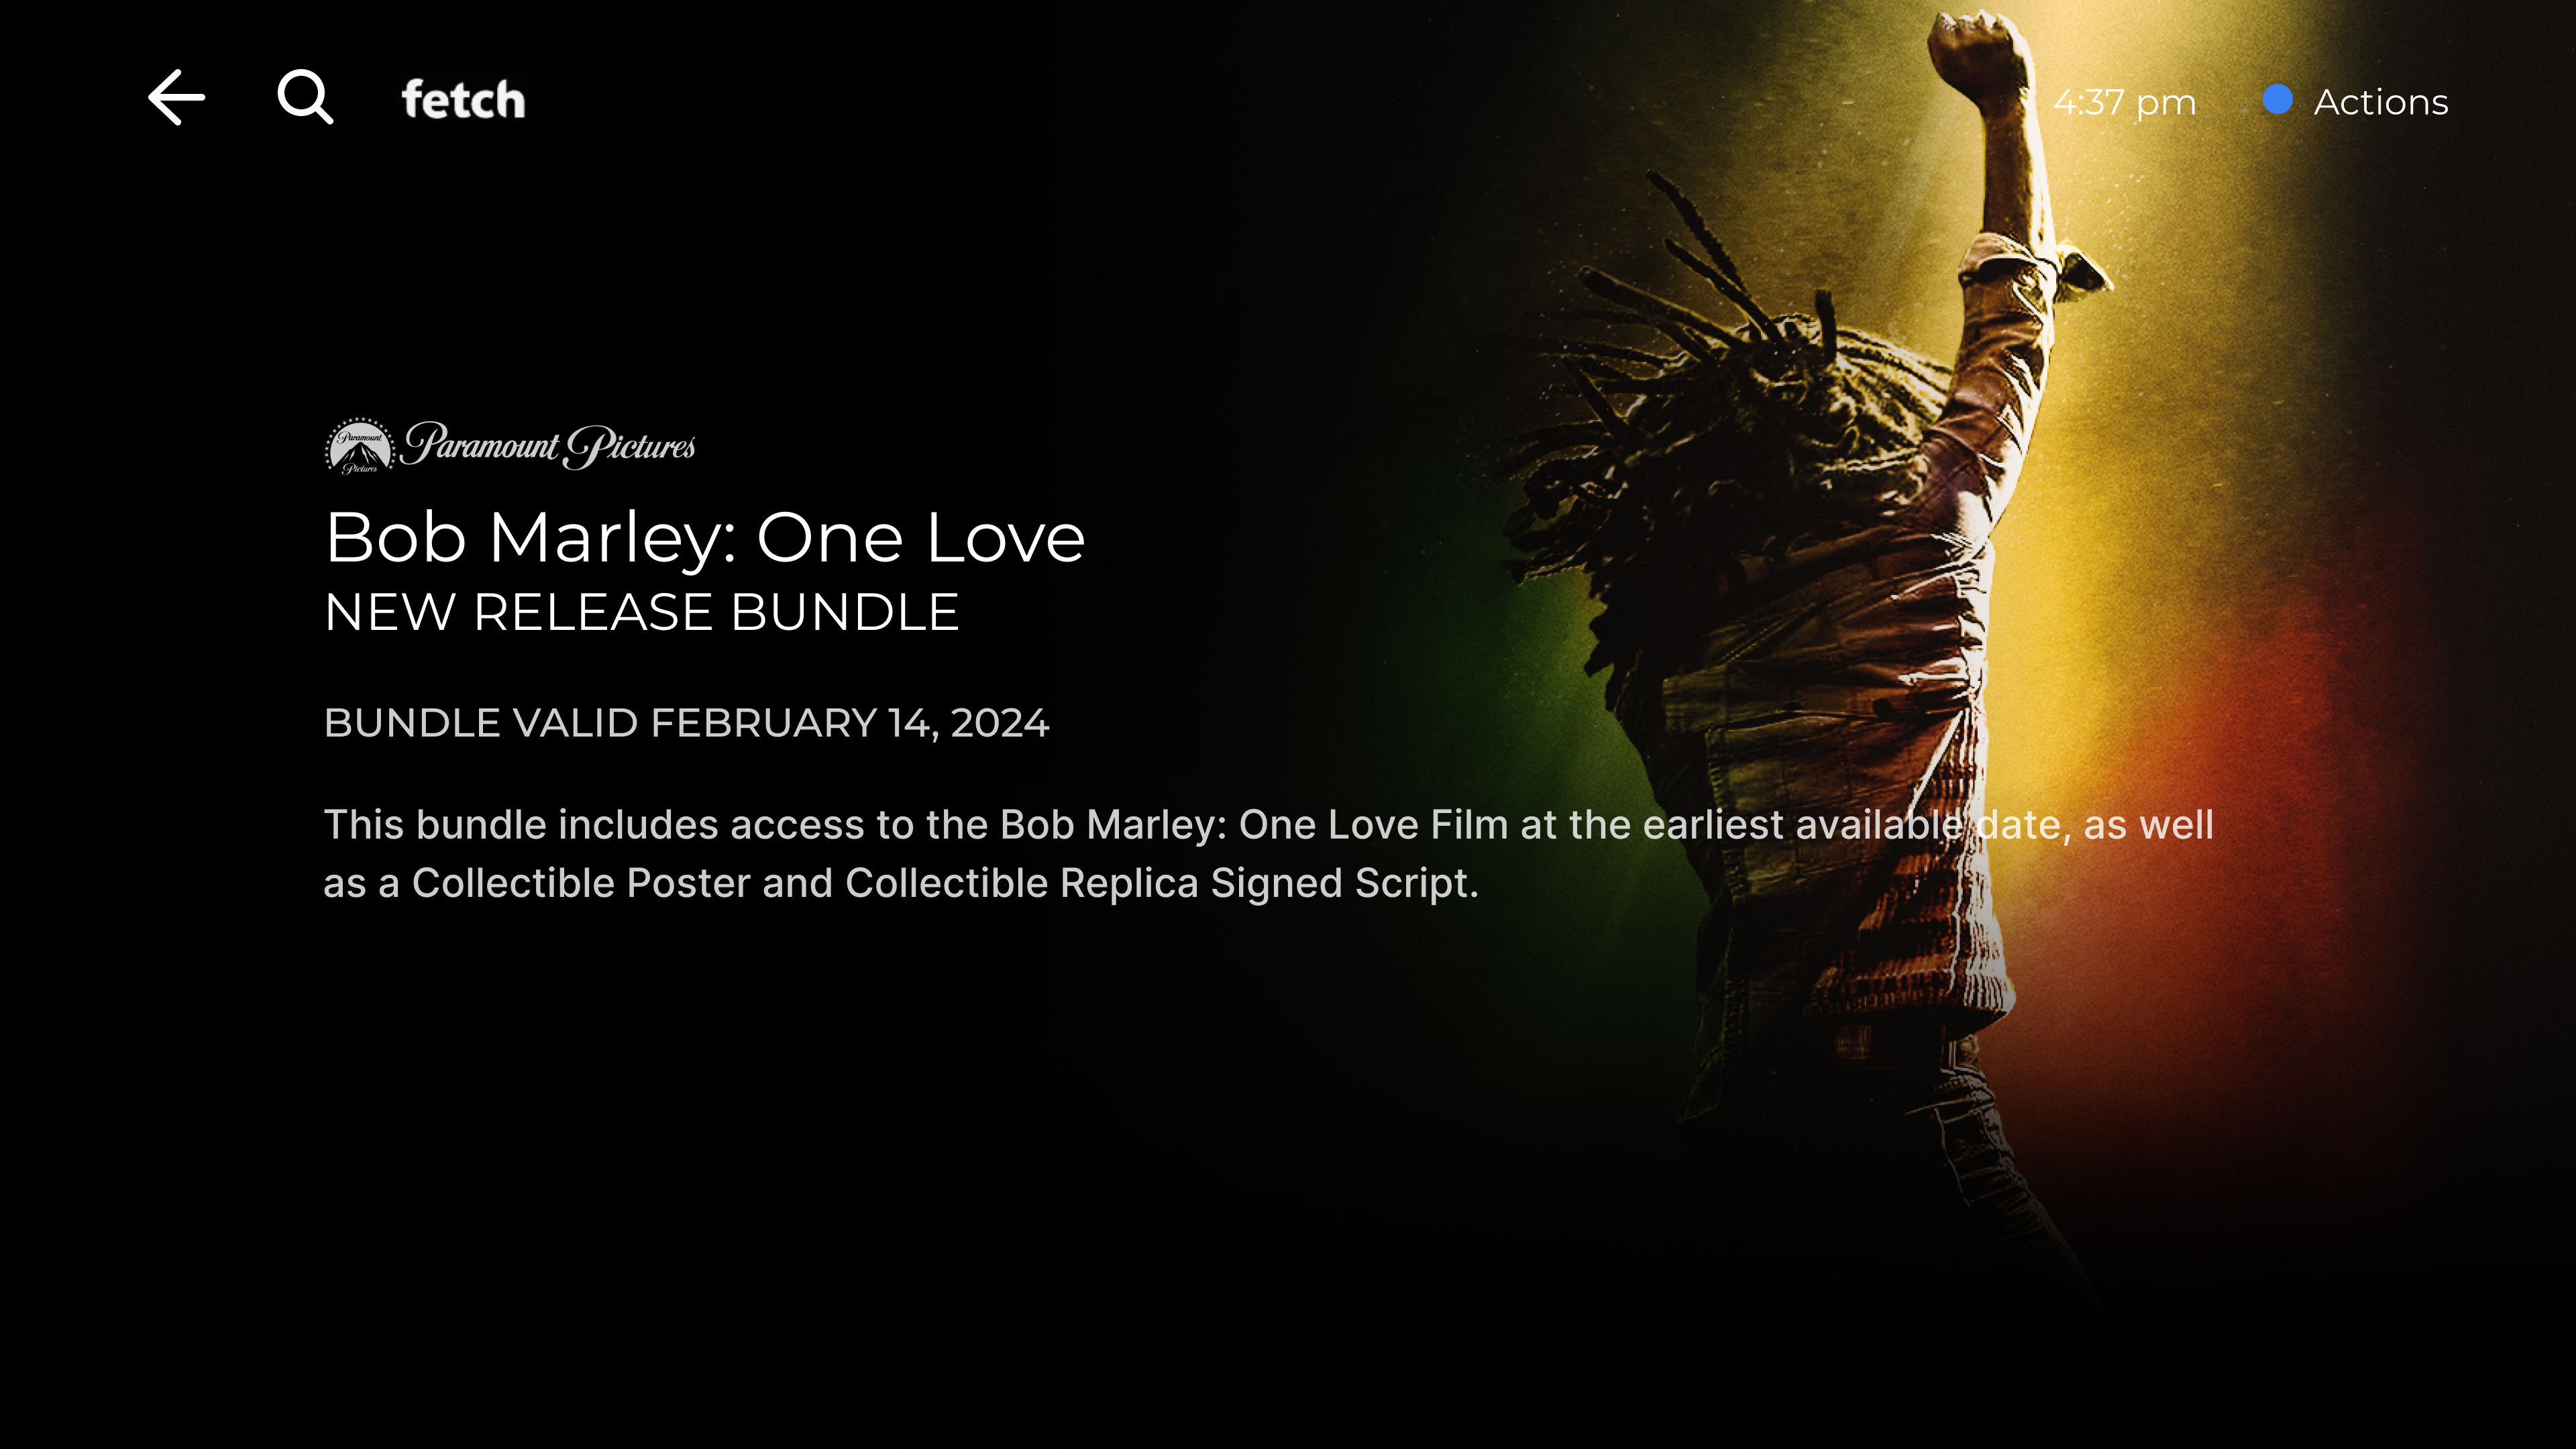 fetch
4:37 pm
Actions
Paramount Pictures Paramount Pictures
Bob Marley: One Love
NEW RELEASE BUNDLE
BUNDLE VALID FEBRUARY 14, 2024
This bundle includes access to the Bob Marley: One Love Film at the earliest available date, as well
as a Collectible Poster and Collectible Replica Signed Script.